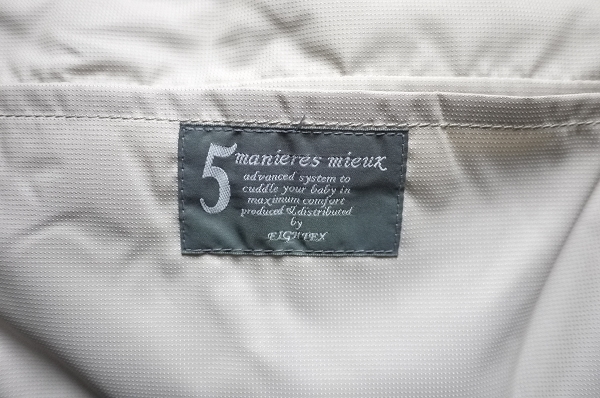 5 manieres mieux
advanced system to
cuddle your baby in
maximum comfort
produced & distributed
by
EIGHTEX